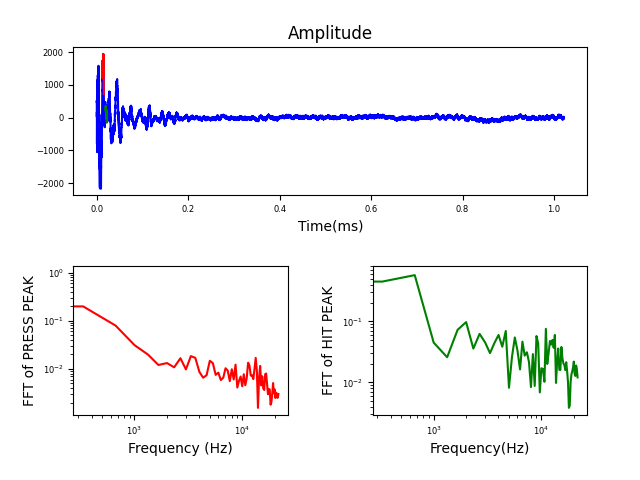 Amplitude
2000
1000
0
−1000
−2000
0.0 0.2 0.4 0.6 0.8 1.0
Time(ms)
FFT of PRESS PEAK
10⁰
10⁻¹
10⁻²
10³ 10⁴
Frequency (Hz)
FFT of HIT PEAK
10⁻¹
10⁻²
10³ 10⁴
Frequency(Hz)